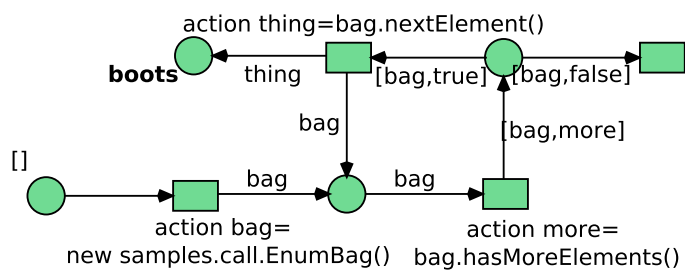 action thing=bag.nextElement()
boots
thing
[bag,true]
[bag,false]
bag
[bag,more]
[]
bag
bag
action bag=
new samples.call.EnumBag()
action more=
bag.hasMoreElements()